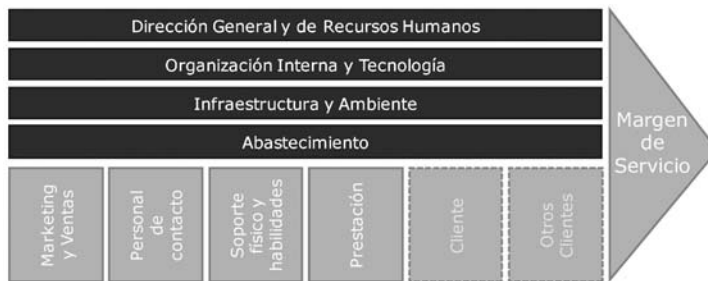 Dirección General y de Recursos Humanos
Organización Interna y Tecnología
Infraestructura y Ambiente
Abastecimiento
Margen
de
Servicio
Marketing
y Ventas
Personal
de
contacto
Soporte
físico y
habilidades
Prestación
Cliente
Otros
Clientes